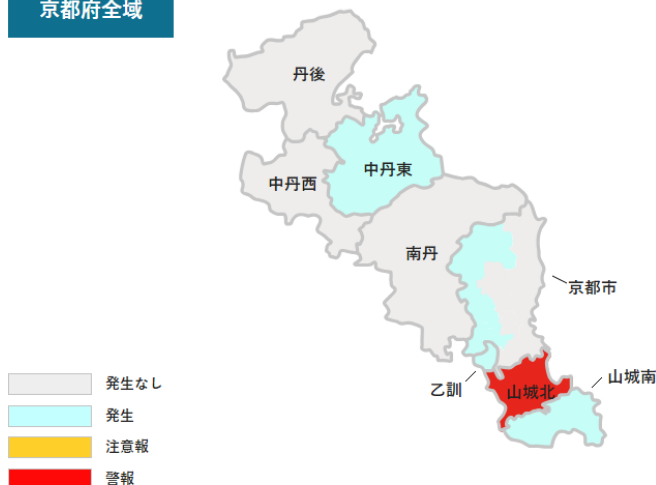 京都府全域
丹後
中丹東
中丹西
南丹
京都市
乙訓
山城北
山城南
発生なし
発生
注意報
警報